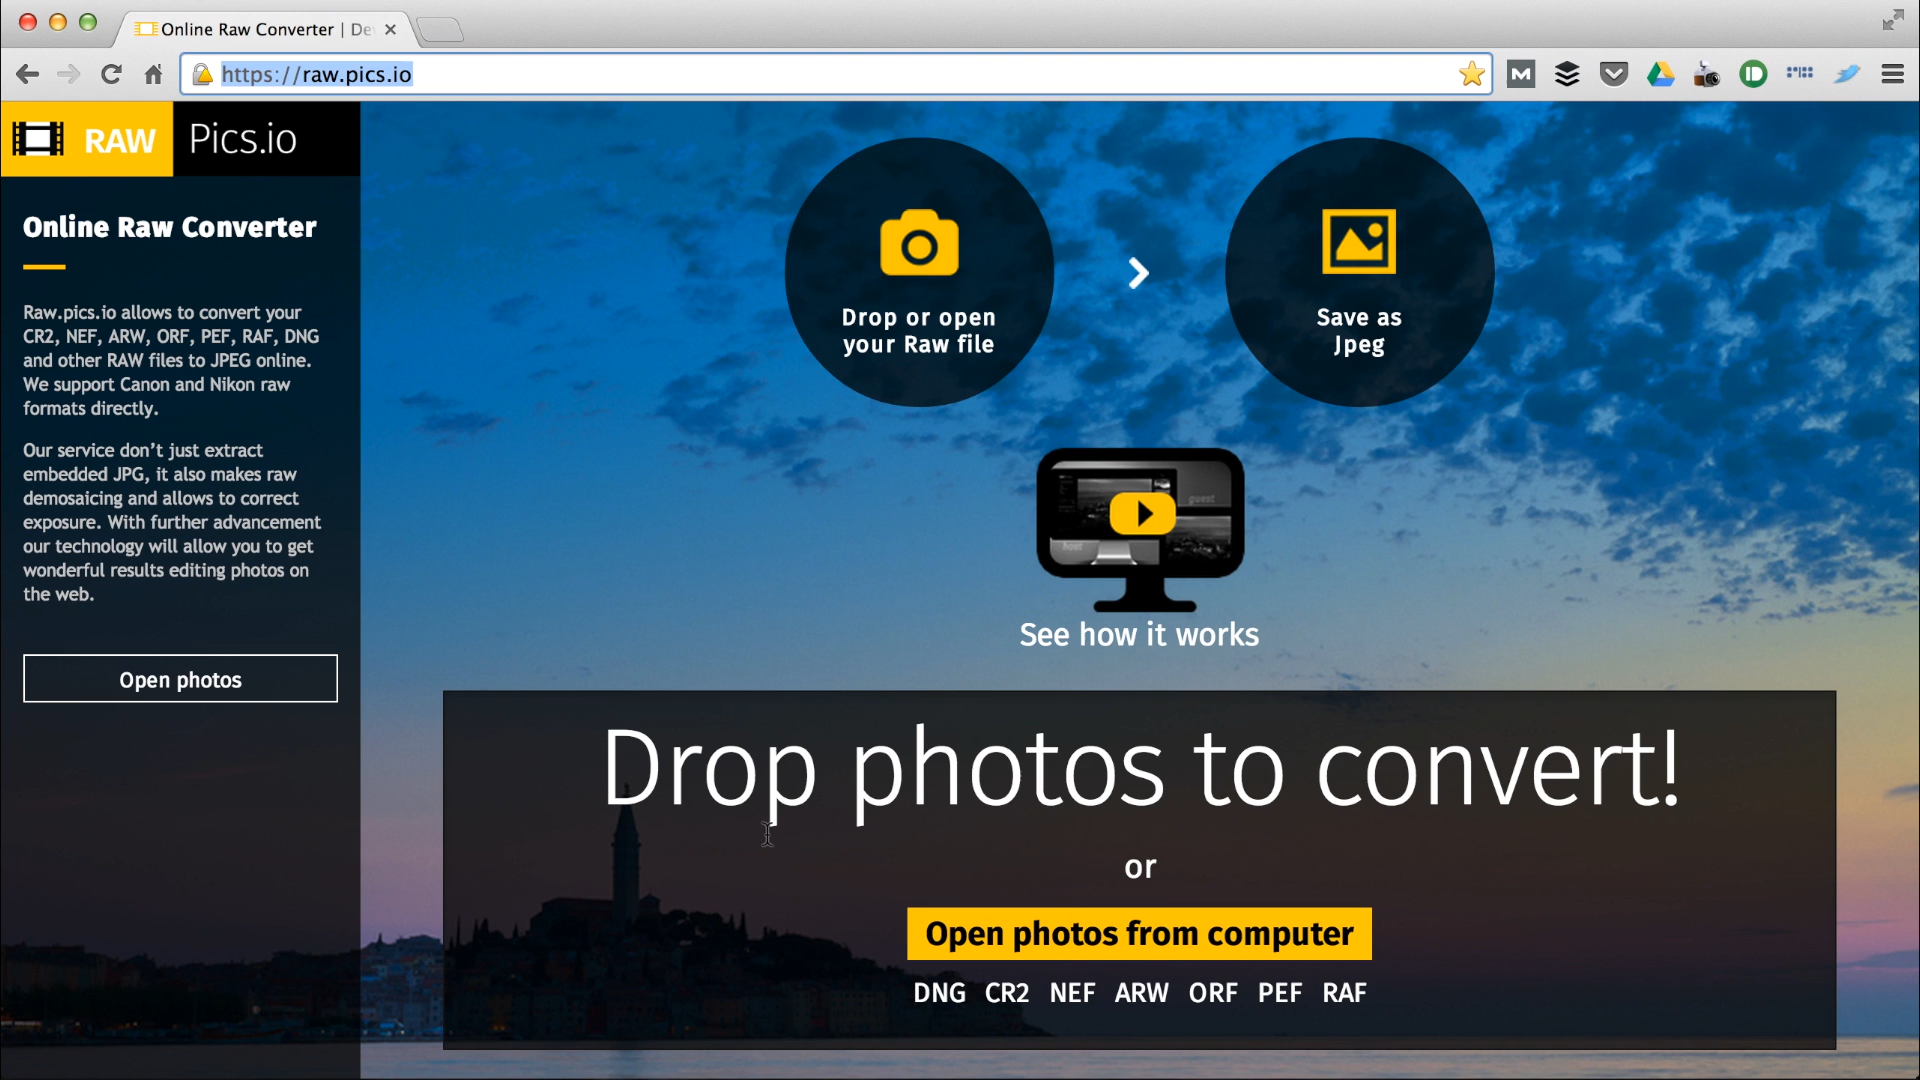 Online Raw Converter | De
https://raw.pics.io
RAW Pics.io
Online Raw Converter
Raw.pics.io allows to convert your
CR2, NEF, ARW, ORF, PEF, RAF, DNG
and other RAW files to JPEG online.
We support Canon and Nikon raw
formats directly.
Our service don't just extract
embedded JPG, it also makes raw
demosaicing and allows to correct
exposure. With further advancement
our technology will allow you to get
wonderful results editing photos on
the web.
Open photos
Drop or open
your Raw file
Save as
Jpeg
guest
host
See how it works
Drop photos to convert!
or
Open photos from computer
DNG CR2 NEF ARW ORF PEF RAF